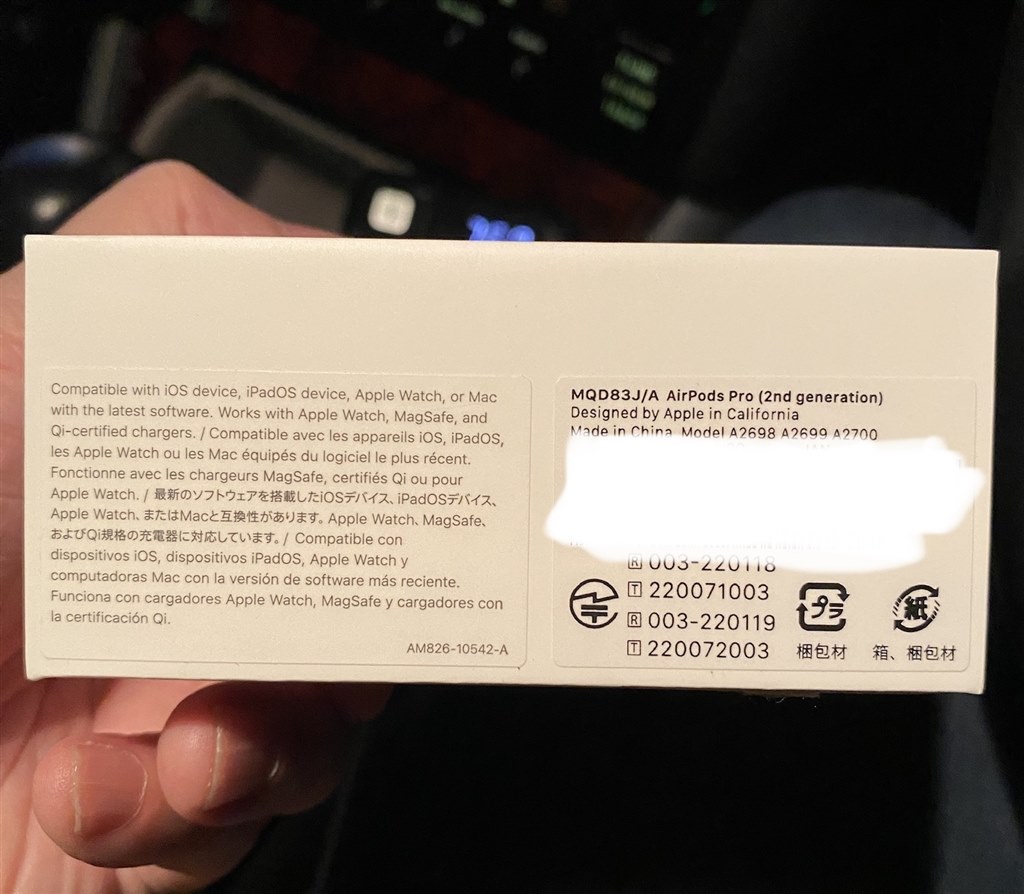 Compatible with iOS device, iPadOS device, Apple Watch, or Mac
with the latest software. Works with Apple Watch, MagSafe, and
Qi-certified chargers. / Compatible avec les appareils iOS, iPadOS,
les Apple Watch ou les Mac équipés du logiciel le plus récent.
Fonctionne avec les chargeurs MagSafe, certifiés Qi ou pour
Apple Watch. / 最新のソフトウェアを搭載したiOSデバイス、iPadOSデバイス、
Apple Watch、またはMacと互換性があります。Apple Watch、MagSafe、
およびQi規格の充電器に対応しています。/ Compatible con
dispositivos iOS, dispositivos iPadOS, Apple Watch y
computadoras Mac con la versión de software más reciente.
Funciona con cargadores Apple Watch, MagSafe y cargadores con
la certificación Qi.
AM826-10542-A
MQD83J/A AirPods Pro (2nd generation)
Designed by Apple in California
Made in China Model A2698 A2699 A2700
R 003-220118
T 220071003
R 003-220119
T 220072003
プラ
梱包材
紙
箱、梱包材